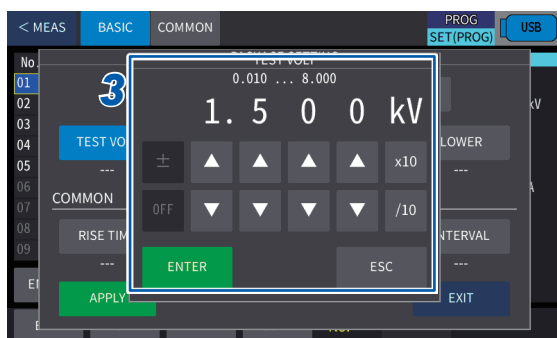 < MEAS BASIC COMMON PROG
SET(PROG) USB
No.
TEST VOLT
0.010 ... 8.000
01
3
1. 5 0 0 kV
02
kV
03
04
TEST VO
LOWER
± x10
05
---
---
06
07
COMMON
OFF /10
08
RISE TIM
NTERVAL
09
---
---
ENTER ESC
APPLY
EXIT